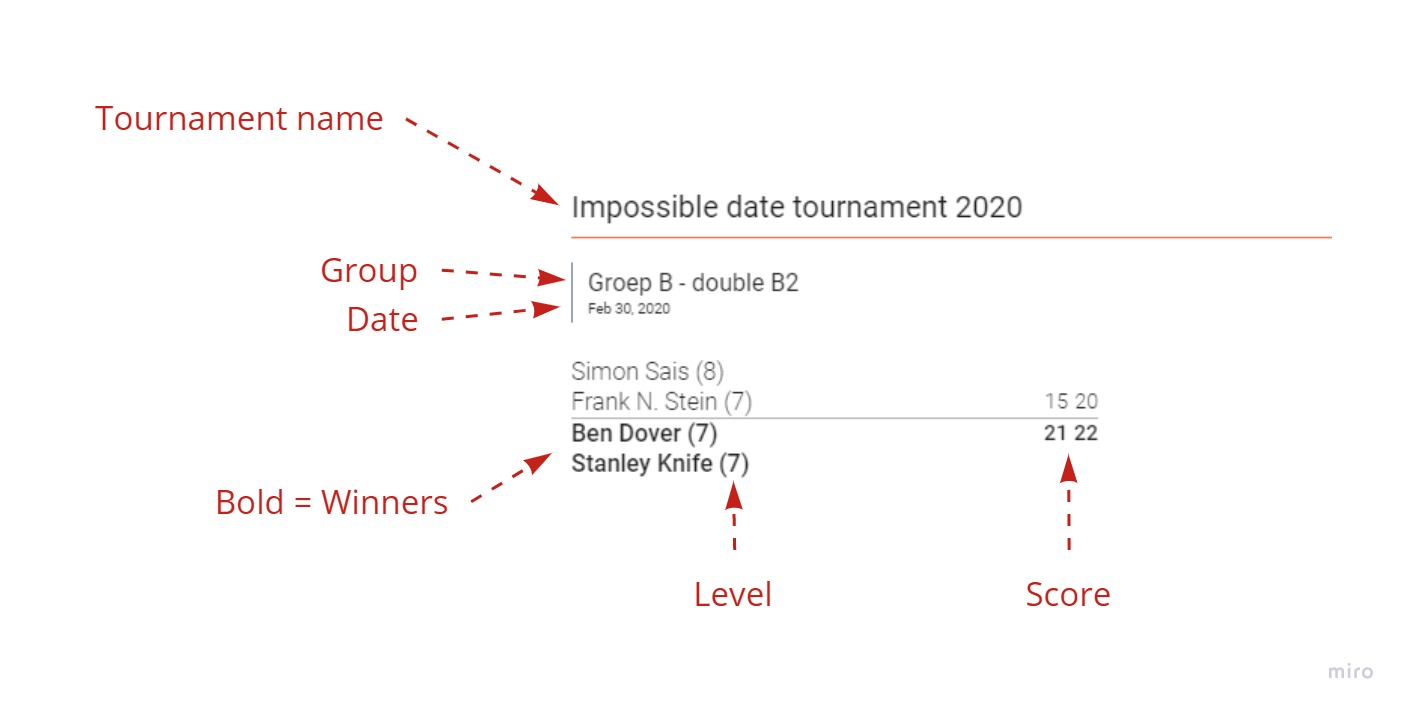 Tournament name
Impossible date tournament 2020
Group
Groep B - double B2
Date
Feb 30, 2020
Simon Sais (8)
Frank N. Stein (7) 15 20
Ben Dover (7) 21 22
Stanley Knife (7)
Bold = Winners
Level
Score
miro